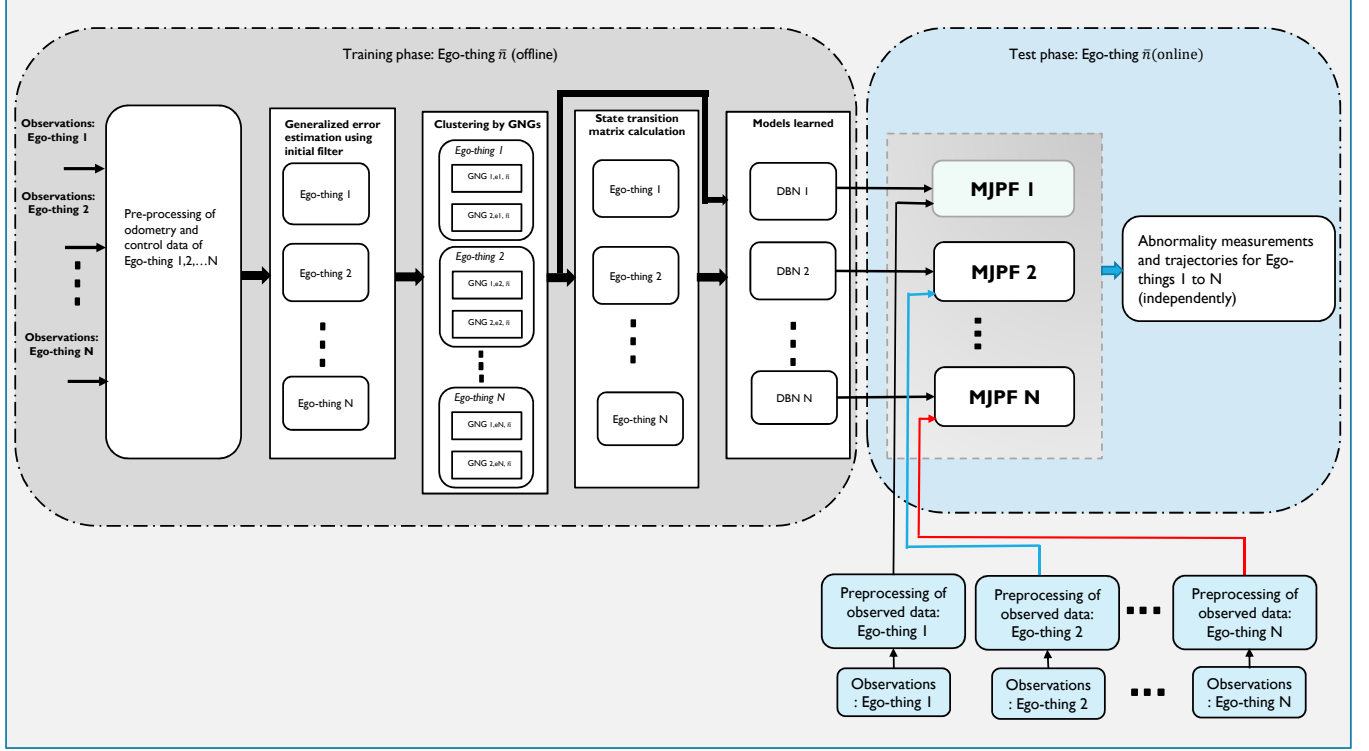 Training phase: Ego-thing n̄ (offline)
Test phase: Ego-thing n̄(online)
Observations:
Ego-thing 1
Observations:
Ego-thing 2
Observations:
Ego-thing N
Pre-processing of
odometry and
control data of
Ego-thing 1,2,…N
Generalized error
estimation using
initial filter
Ego-thing 1
Ego-thing 2
Ego-thing N
Clustering by GNGs
Ego-thing 1
GNG 1,e1, n̄
GNG 2,e1, n̄
Ego-thing 2
GNG 1,e2, n̄
GNG 2,e2, n̄
Ego-thing N
GNG 1,eN, n̄
GNG 2,eN, n̄
State transition
matrix calculation
Ego-thing 1
Ego-thing 2
Ego-thing N
Models learned
DBN 1
DBN 2
DBN N
MJPF 1
MJPF 2
MJPF N
Abnormality measurements
and trajectories for Ego-
things 1 to N
(independently)
Preprocessing of
observed data:
Ego-thing 1
Preprocessing of
observed data:
Ego-thing 2
Preprocessing of
observed data:
Ego-thing N
Observations
: Ego-thing 1
Observations
: Ego-thing 2
Observations
: Ego-thing N